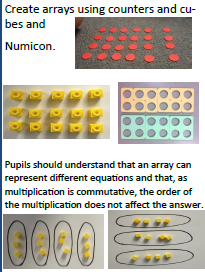 Create arrays using counters and cu-
bes and
Numicon.
Pupils should understand that an array can
represent different equations and that, as
multiplication is commutative, the order of
the multiplication does not affect the answer.